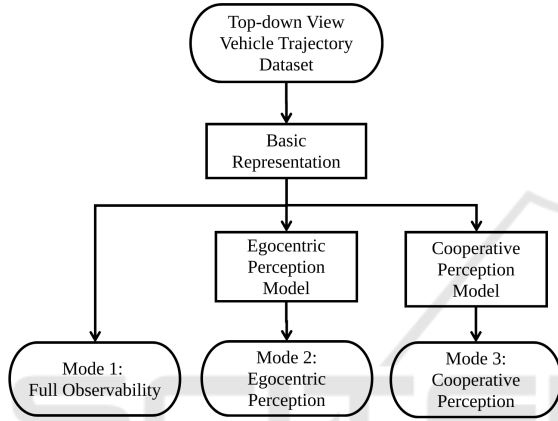 Top-down View
Vehicle Trajectory
Dataset
Basic
Representation
Egocentric
Perception
Model
Cooperative
Perception
Model
Mode 1:
Full Observability
Mode 2:
Egocentric
Perception
Mode 3:
Cooperative
Perception